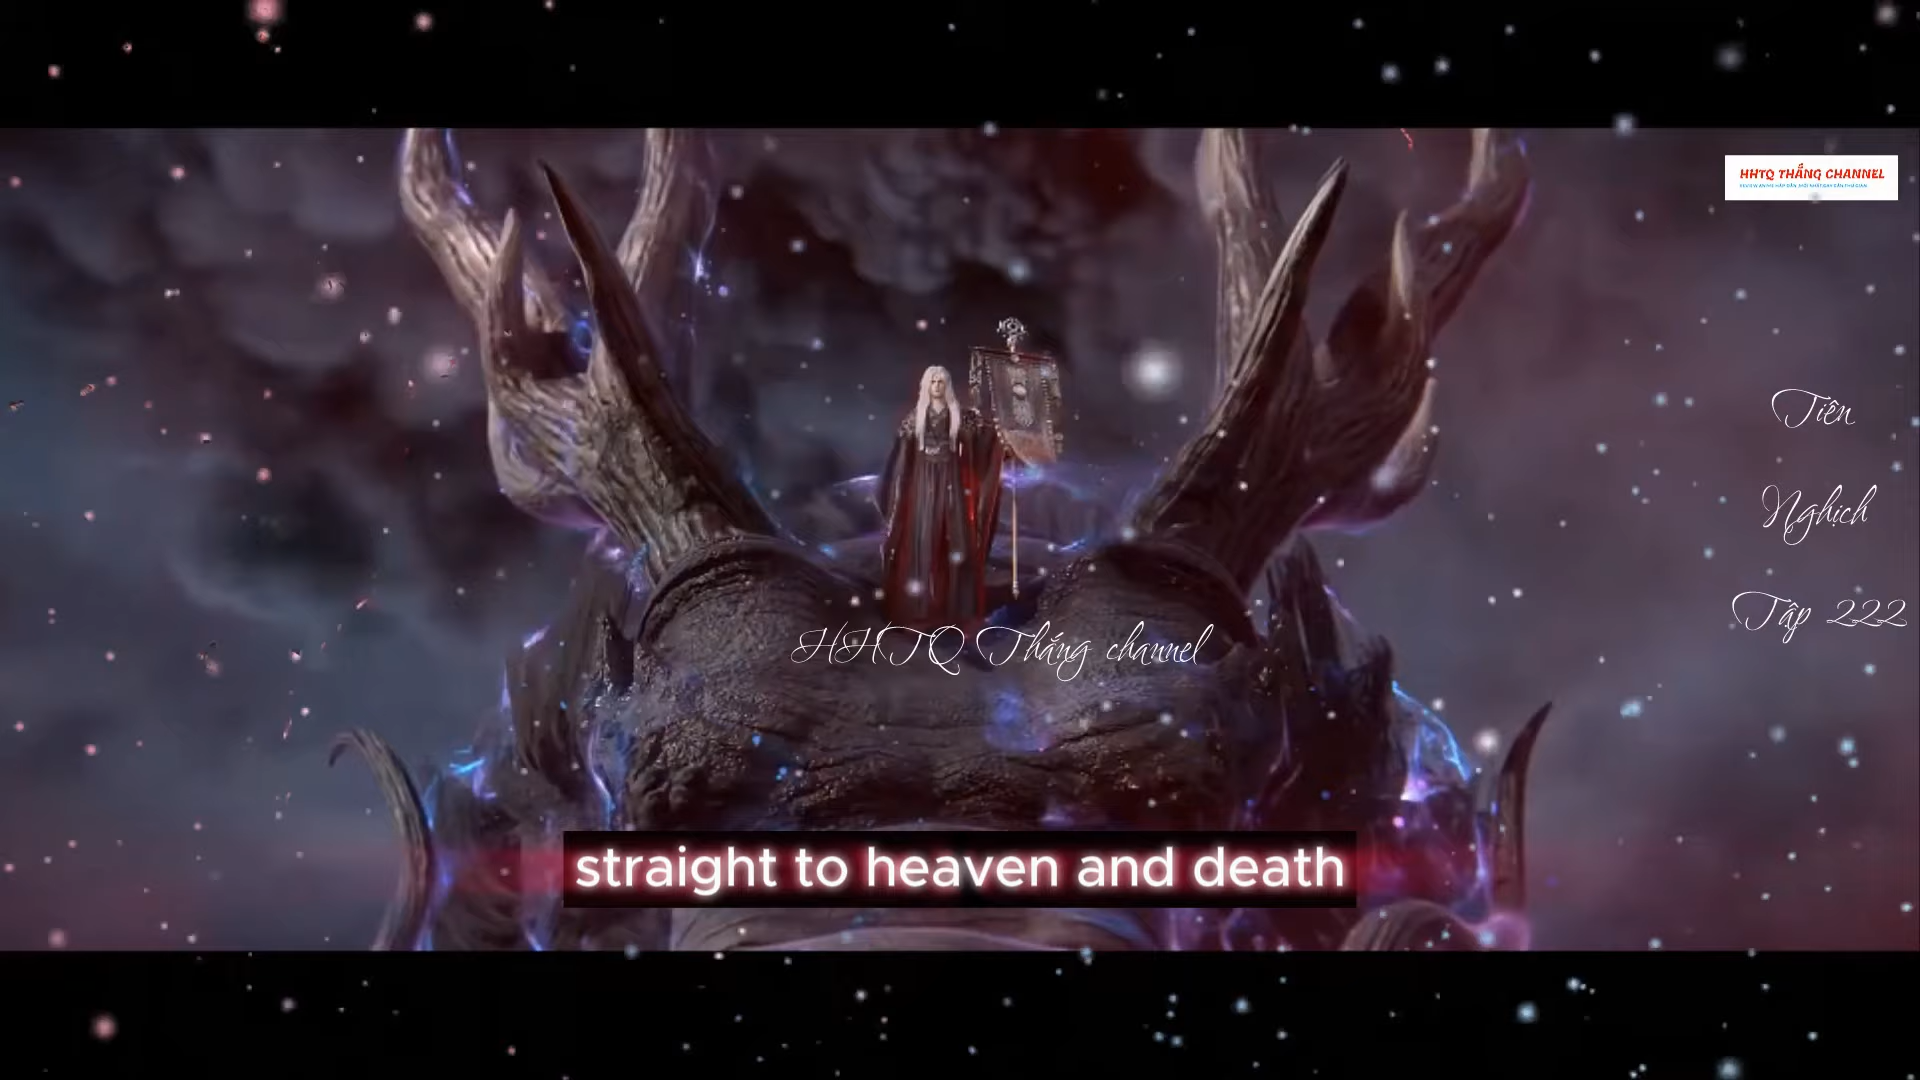 HHTQ THẮNG CHANNEL
Tiên
Nghịch
Tập 222
HHTQ Thắng channel
straight to heaven and death